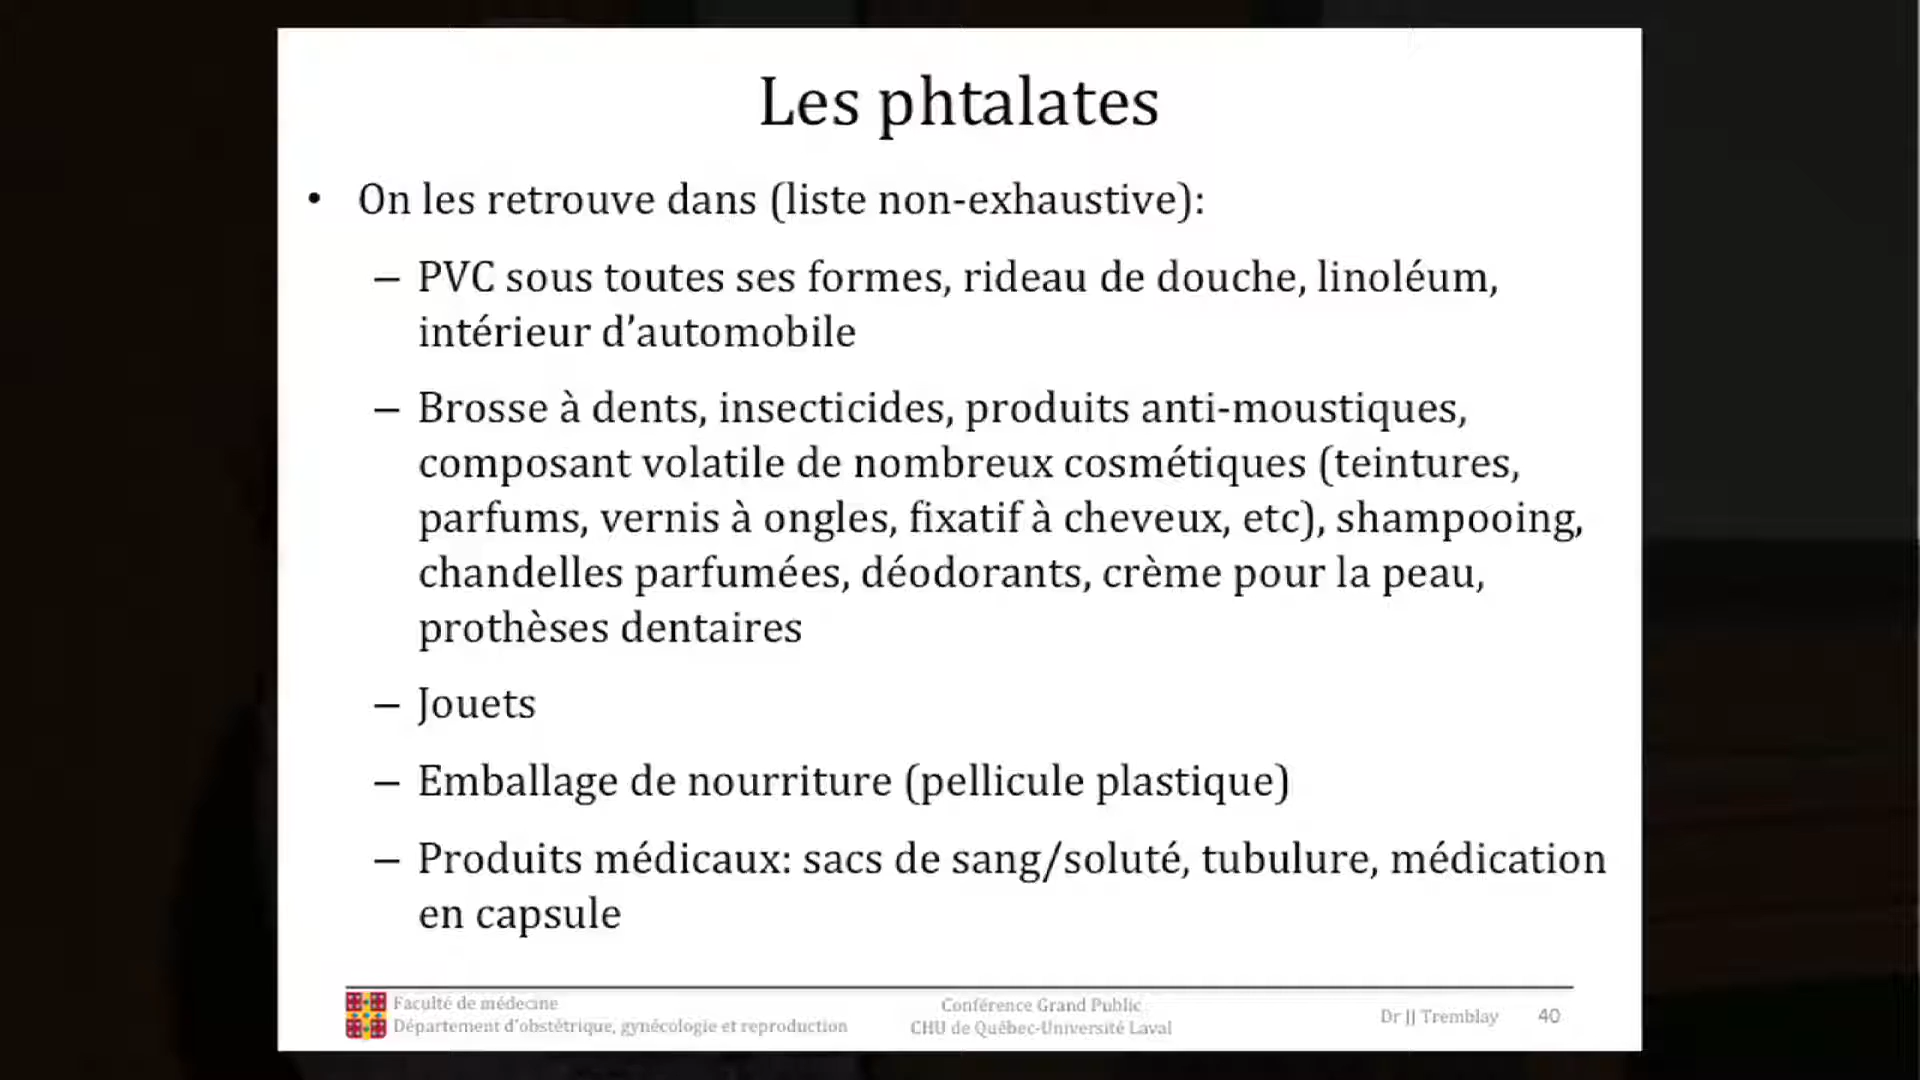 Les phtalates
• On les retrouve dans (liste non-exhaustive):
– PVC sous toutes ses formes, rideau de douche, linoléum,
intérieur d’automobile
– Brosse à dents, insecticides, produits anti-moustiques,
composant volatile de nombreux cosmétiques (teintures,
parfums, vernis à ongles, fixatif à cheveux, etc), shampooing,
chandelles parfumées, déodorants, crème pour la peau,
prothèses dentaires
– Jouets
– Emballage de nourriture (pellicule plastique)
– Produits médicaux: sacs de sang/soluté, tubulure, médication
en capsule
Faculté de médecine
Département d’obstétrique, gynécologie et reproduction
Conférence Grand Public
CHU de Québec-Université Laval
Dr JJ Tremblay 40